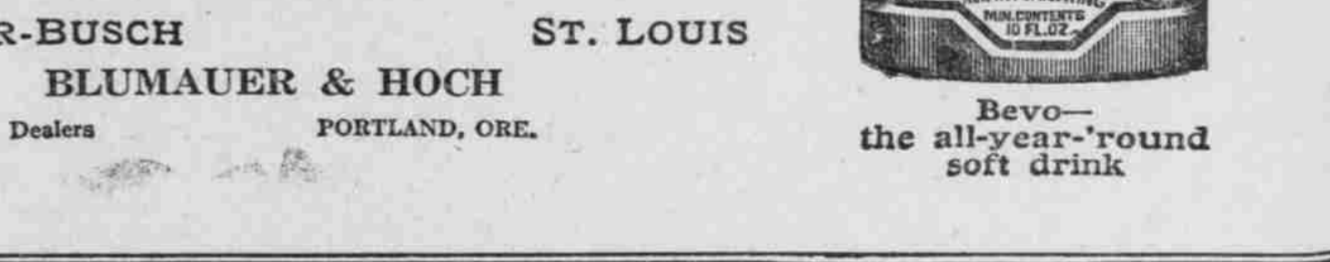 R-BUSCH ST. LOUIS
BLUMAUER & HOCH
Dealers PORTLAND, ORE.
MIN. CONTENTS
10 FL. OZ.
Bevo—
the all-year-'round
soft drink